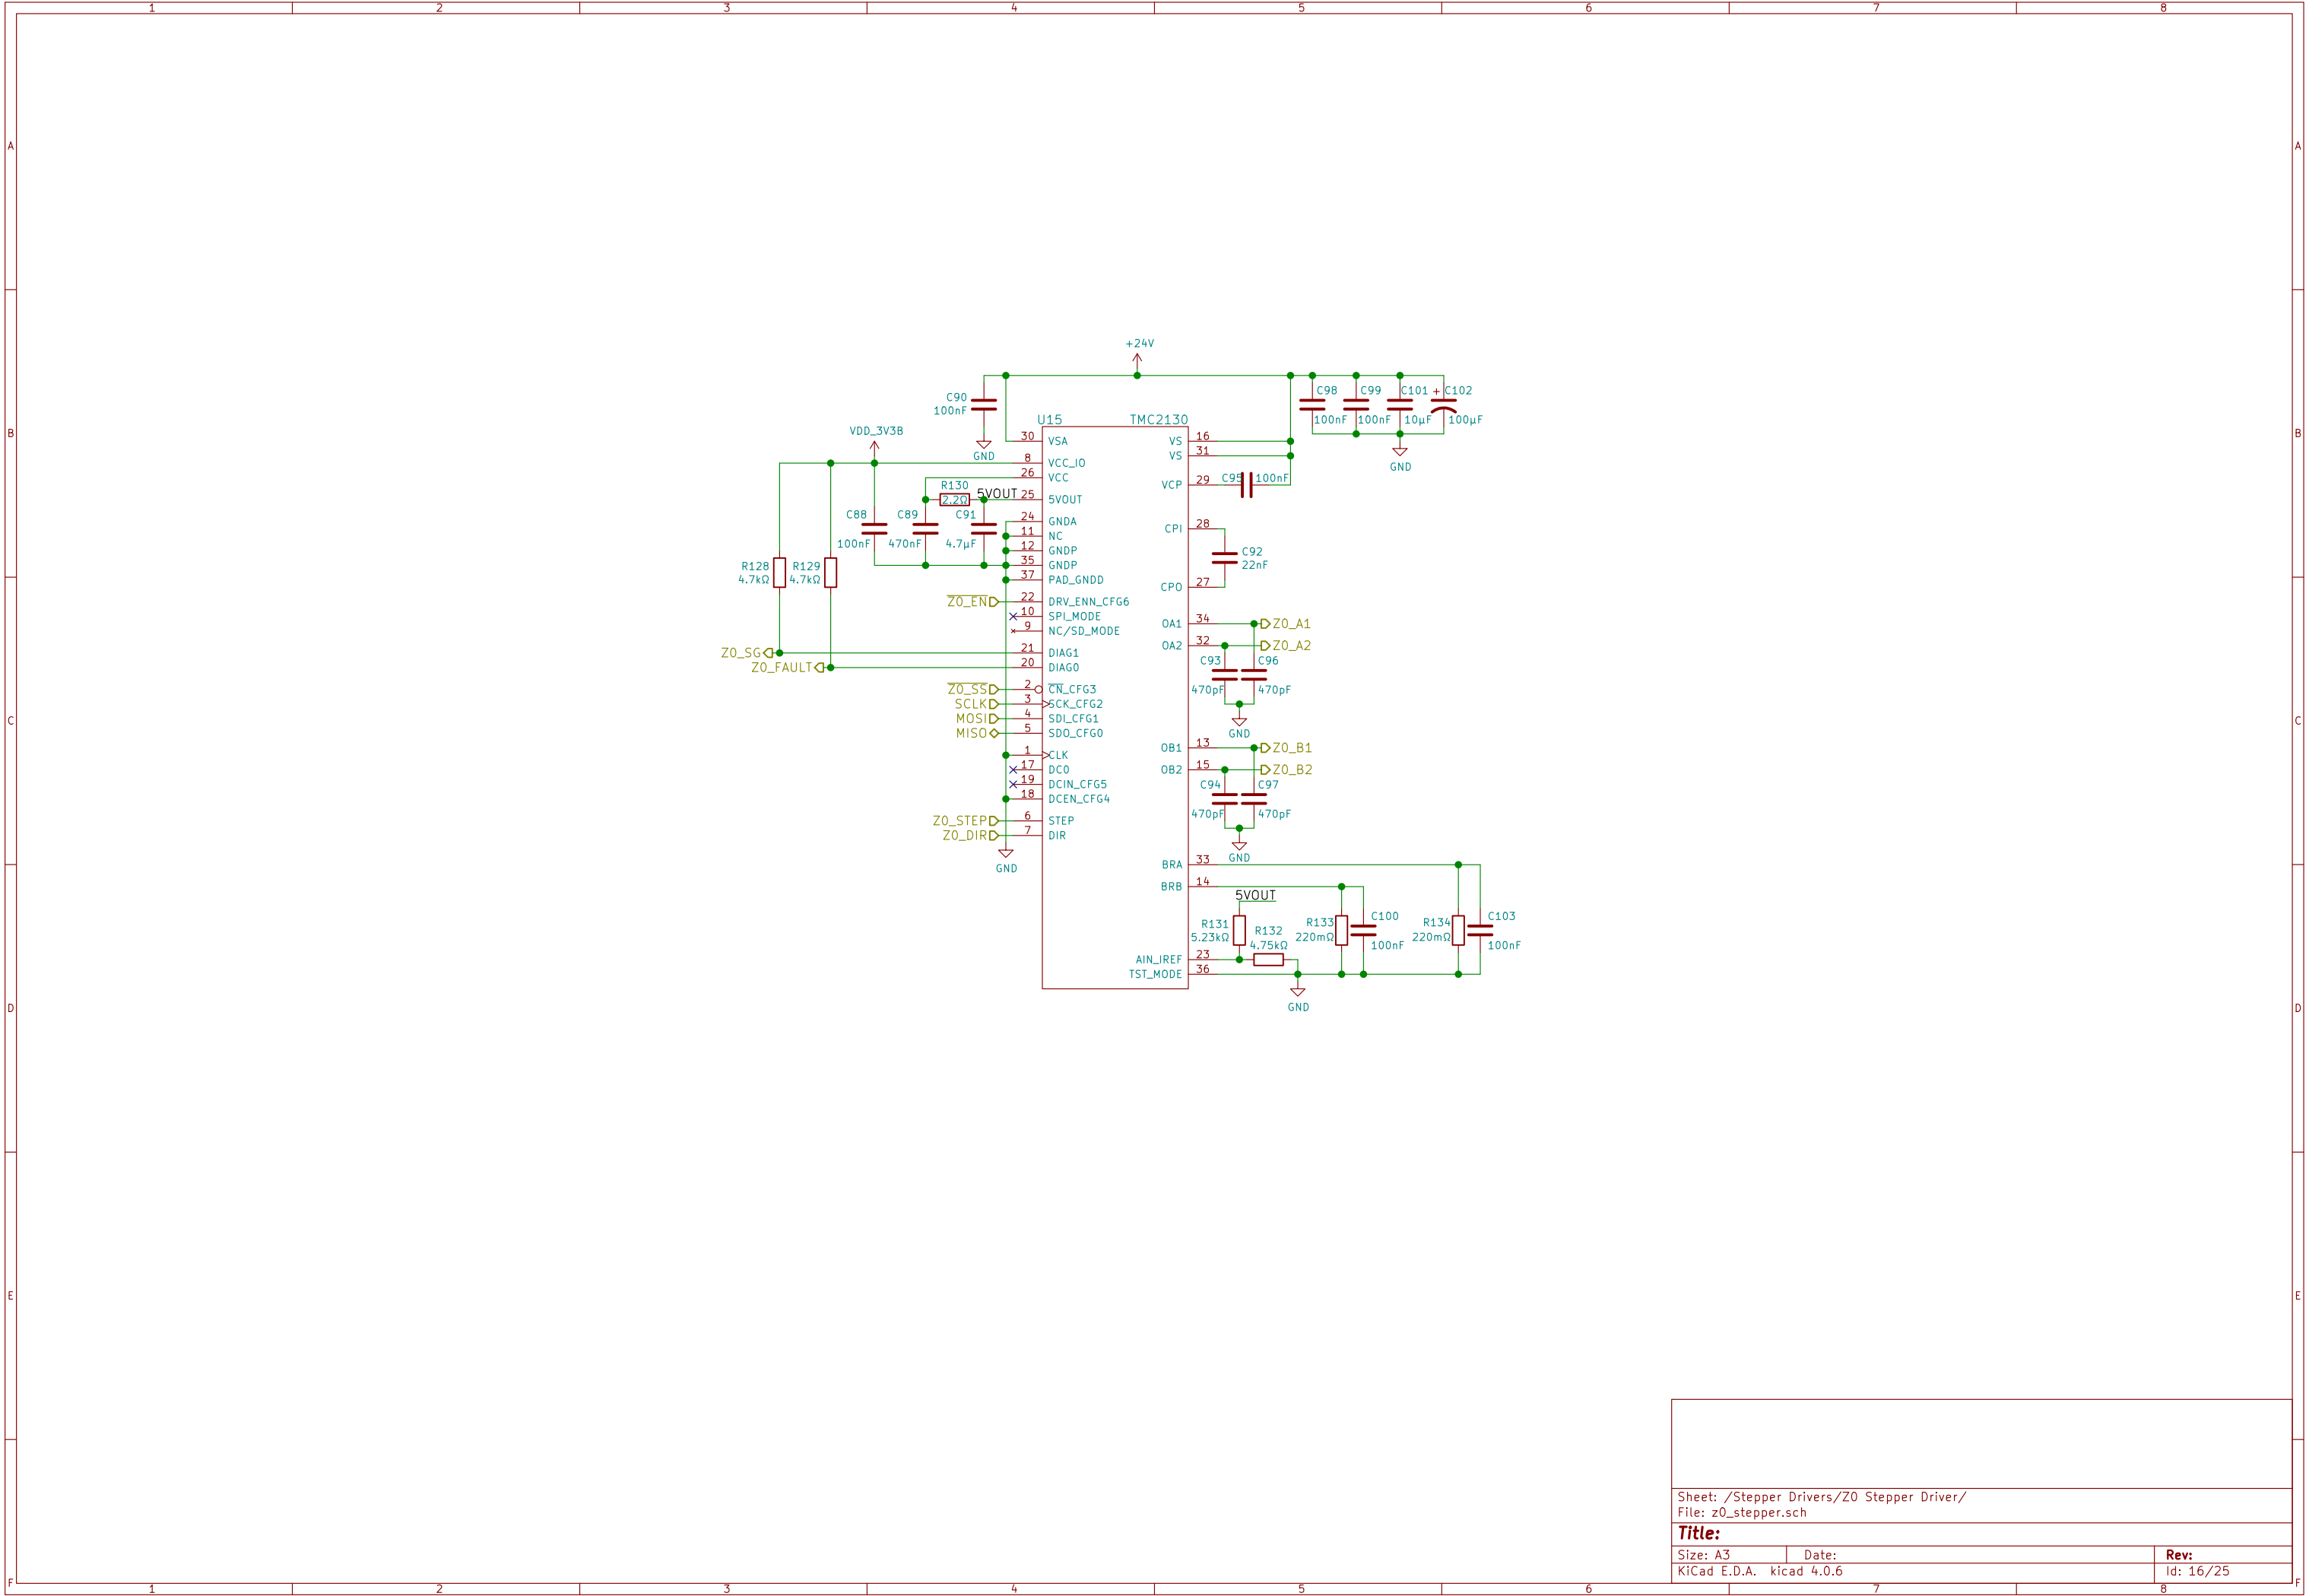 1 2 3 4 5 6 7 8
A A
B B
C C
D D
E E
F F
+24V
C90
100nF
GND
C98
100nF
C99
100nF
C101
10µF
+ C102
100µF
GND
VDD_3V3B
U15 TMC2130
30 VSA
8 VCC_IO
26 VCC
25 5VOUT
24 GNDA
11 NC
12 GNDP
35 GNDP
37 PAD_GNDD
22 DRV_ENN_CFG6
10 SPI_MODE
9 NC/SD_MODE
21 DIAG1
20 DIAG0
2 CN_CFG3
3 SCK_CFG2
4 SDI_CFG1
5 SDO_CFG0
1 CLK
17 DCO
19 DCIN_CFG5
18 DCEN_CFG4
6 STEP
7 DIR
VS 16
VS 31
VCP 29
CPI 28
CPO 27
OA1 34
OA2 32
OB1 13
OB2 15
BRA 33
BRB 14
AIN_IREF 23
TST_MODE 36
R130
2.2Ω
5VOUT
C88
100nF
C89
470nF
C91
4.7µF
R128
4.7kΩ
R129
4.7kΩ
Z0_EN
Z0_SG
Z0_FAULT
Z0_SS
SCLK
MOSI
MISO
Z0_STEP
Z0_DIR
GND
C95 100nF
C92
22nF
Z0_A1
Z0_A2
C93
470pF
C96
470pF
GND
Z0_B1
Z0_B2
C94
470pF
C97
470pF
GND
5VOUT
R131
5.23kΩ
R132
4.75kΩ
R133
220mΩ
C100
100nF
R134
220mΩ
C103
100nF
GND
Sheet: /Stepper Drivers/Z0 Stepper Driver/
File: z0_stepper.sch
Title:
Size: A3 Date: Rev:
KiCad E.D.A. kicad 4.0.6 Id: 16/25
1 2 3 4 5 6 7 8